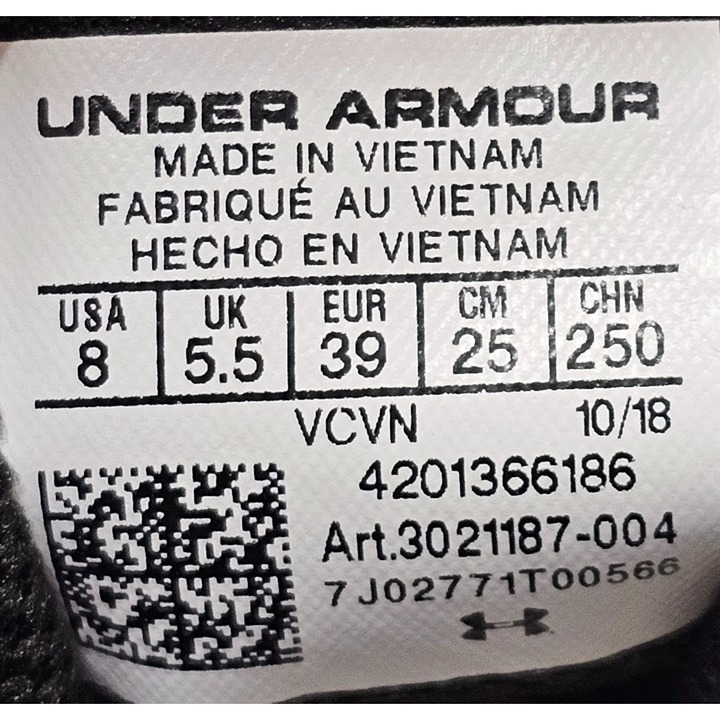 UNDER ARMOUR
MADE IN VIETNAM
FABRIQUÉ AU VIETNAM
HECHO EN VIETNAM
USA UK EUR CM CHN
8 5.5 39 25 250
VCVN 10/18
4201366186
Art.3021187-004
7J02771T00566